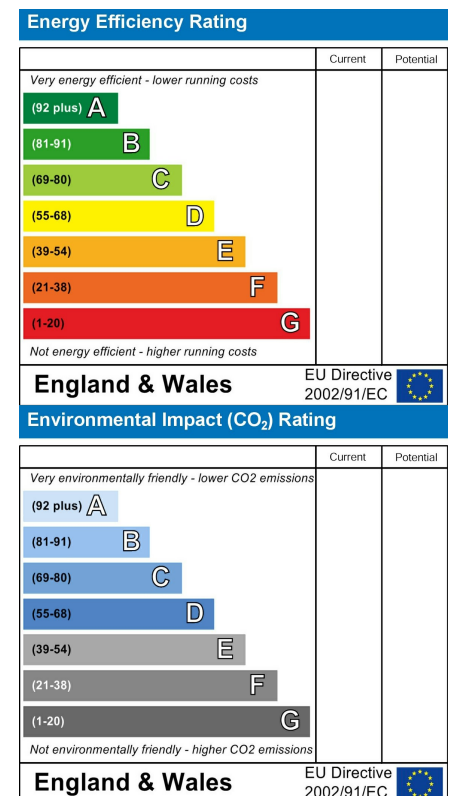 Energy Efficiency Rating
Current Potential
Very energy efficient - lower running costs
(92 plus) A
(81-91) B
(69-80) C
(55-68) D
(39-54) E
(21-38) F
(1-20) G
Not energy efficient - higher running costs
England & Wales EU Directive
2002/91/EC
Environmental Impact (CO₂) Rating
Current Potential
Very environmentally friendly - lower CO2 emissions
(92 plus) A
(81-91) B
(69-80) C
(55-68) D
(39-54) E
(21-38) F
(1-20) G
Not environmentally friendly - higher CO2 emissions
England & Wales EU Directive
2002/91/EC